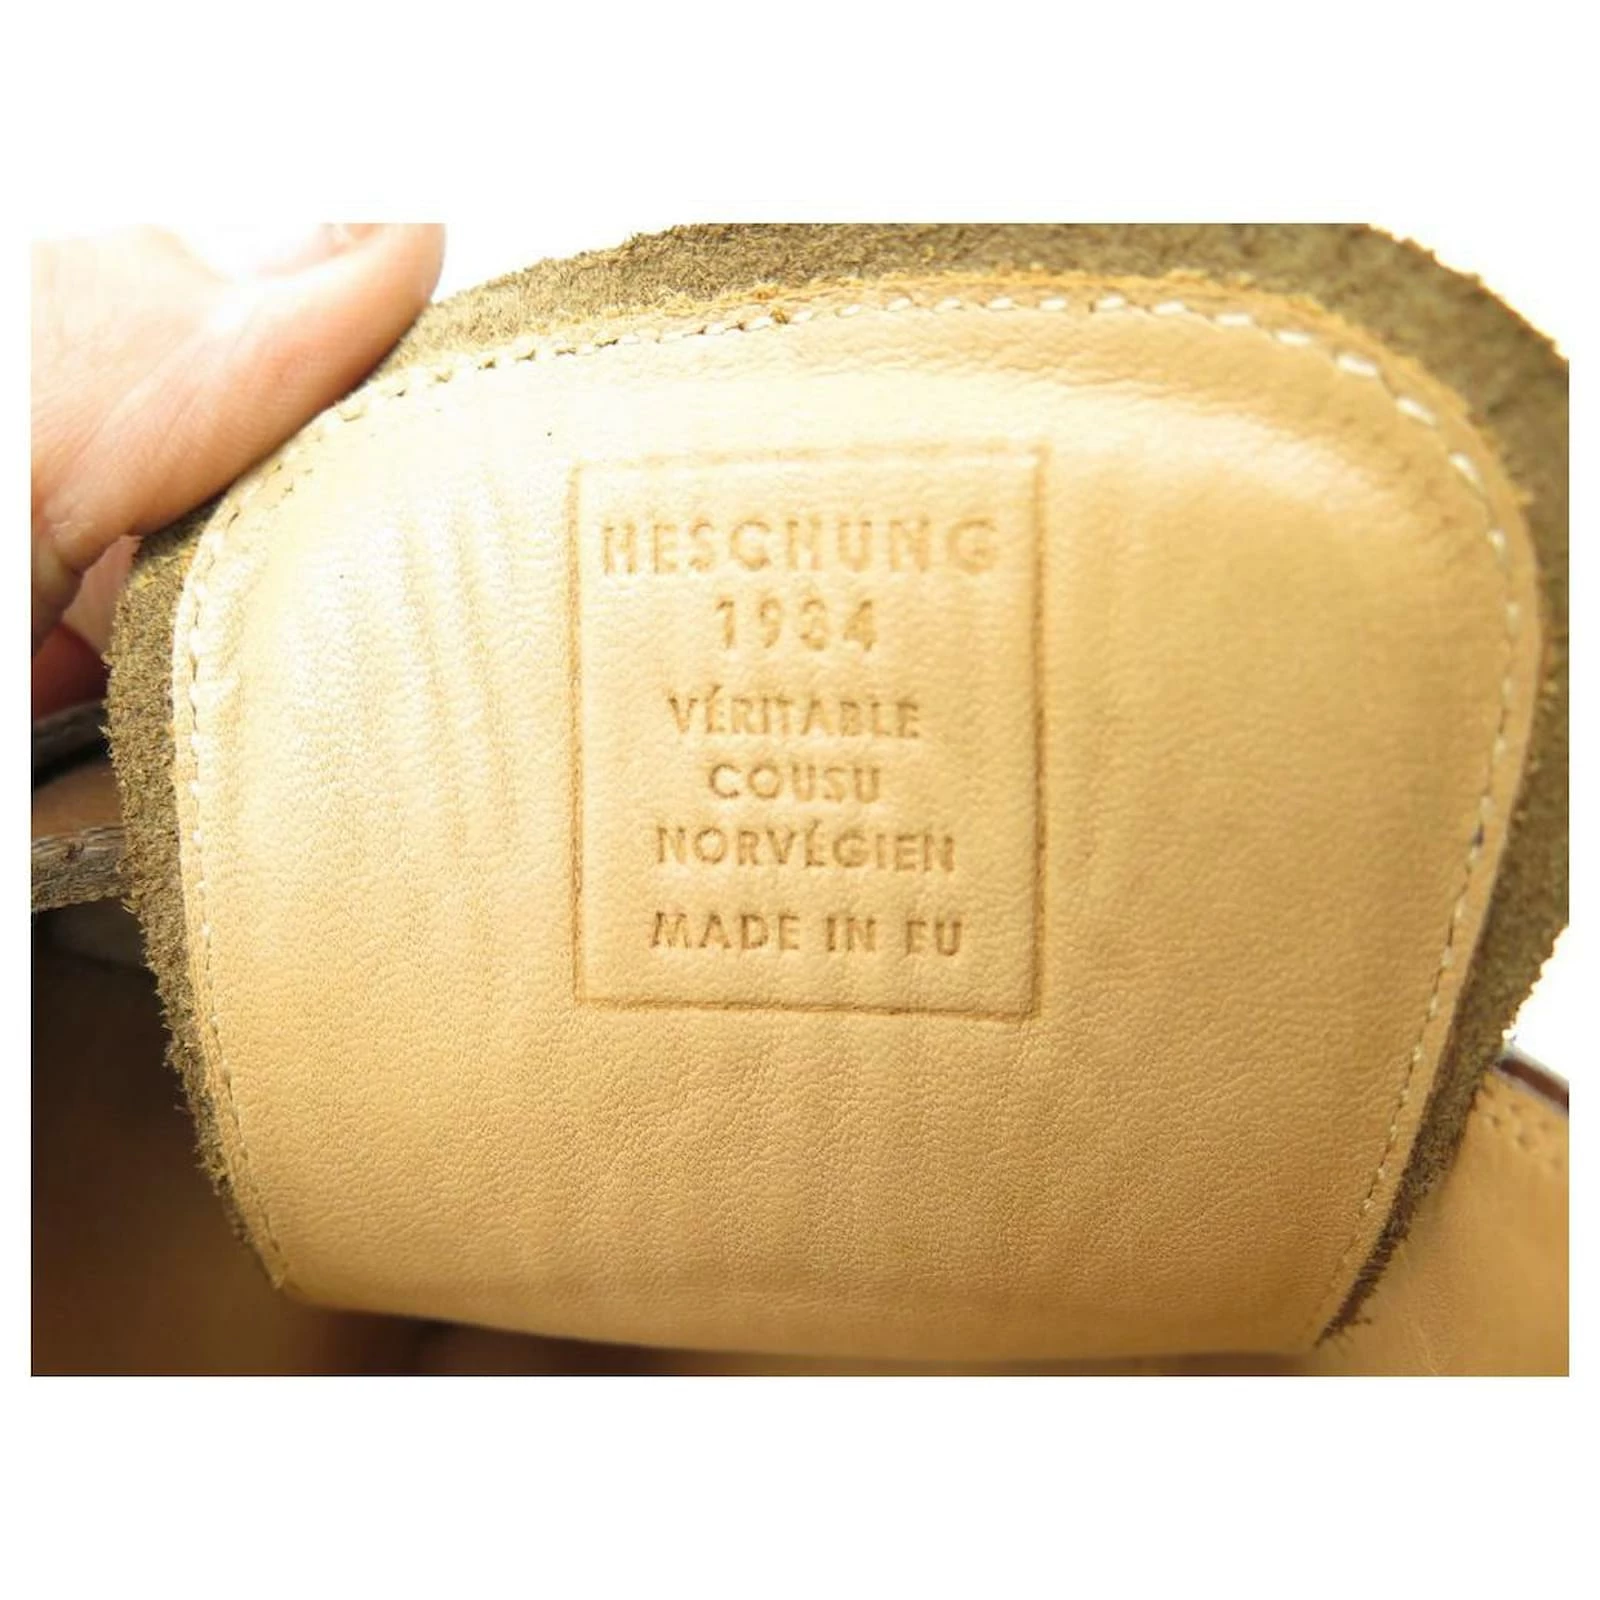 HESCHUNG
1934
VÉRITABLE
COUSU
NORVÉGIEN
MADE IN EU